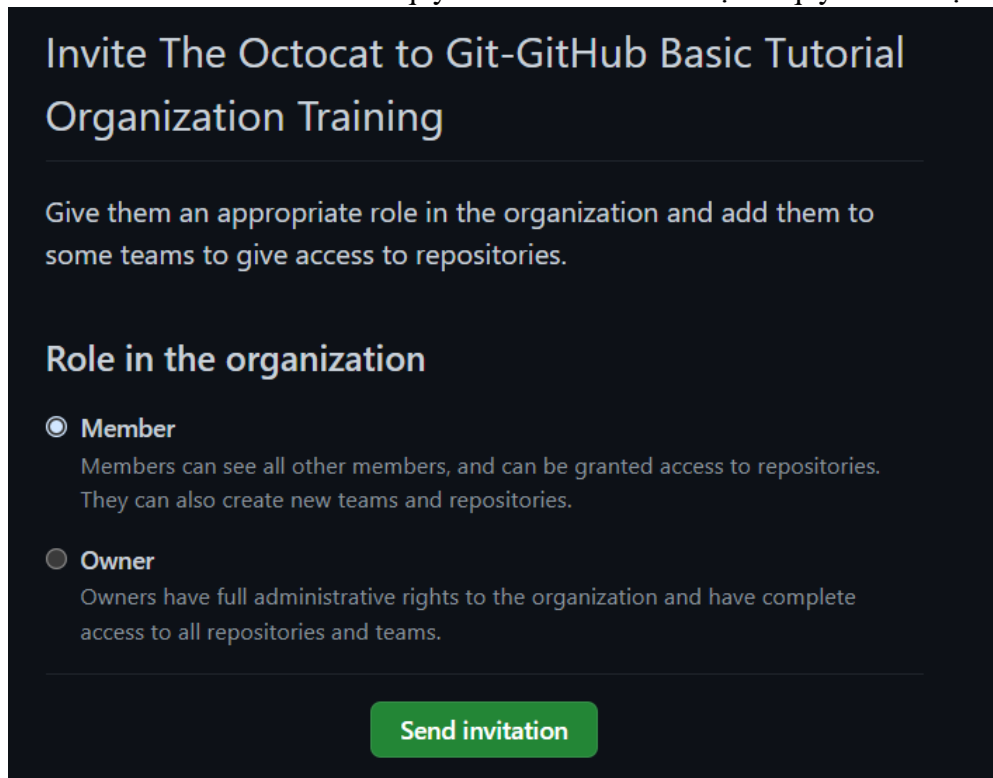 Invite The Octocat to Git-GitHub Basic Tutorial
Organization Training
Give them an appropriate role in the organization and add them to
some teams to give access to repositories.
Role in the organization
Member
Members can see all other members, and can be granted access to repositories.
They can also create new teams and repositories.
Owner
Owners have full administrative rights to the organization and have complete
access to all repositories and teams.
Send invitation